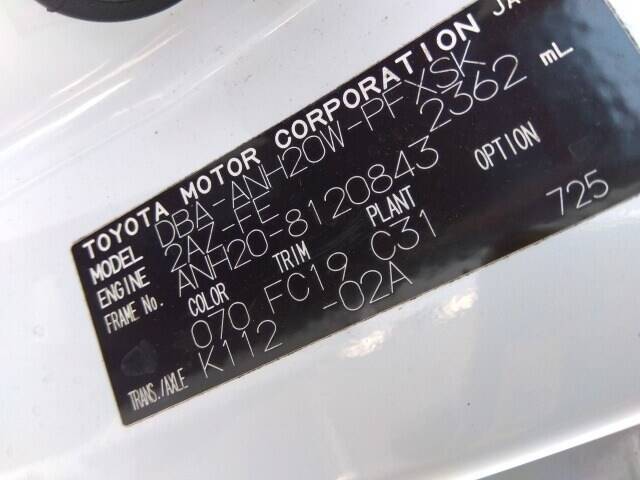 TOYOTA MOTOR CORPORATION JA
MODEL DBA-ANH20W-PFXSK
ENGINE 2AZ-FE 2362 mL
FRAME No. ANH20-8120843
COLOR TRIM PLANT OPTION
070 FC19 C31 725
TRANS./AXLE K112 -02A